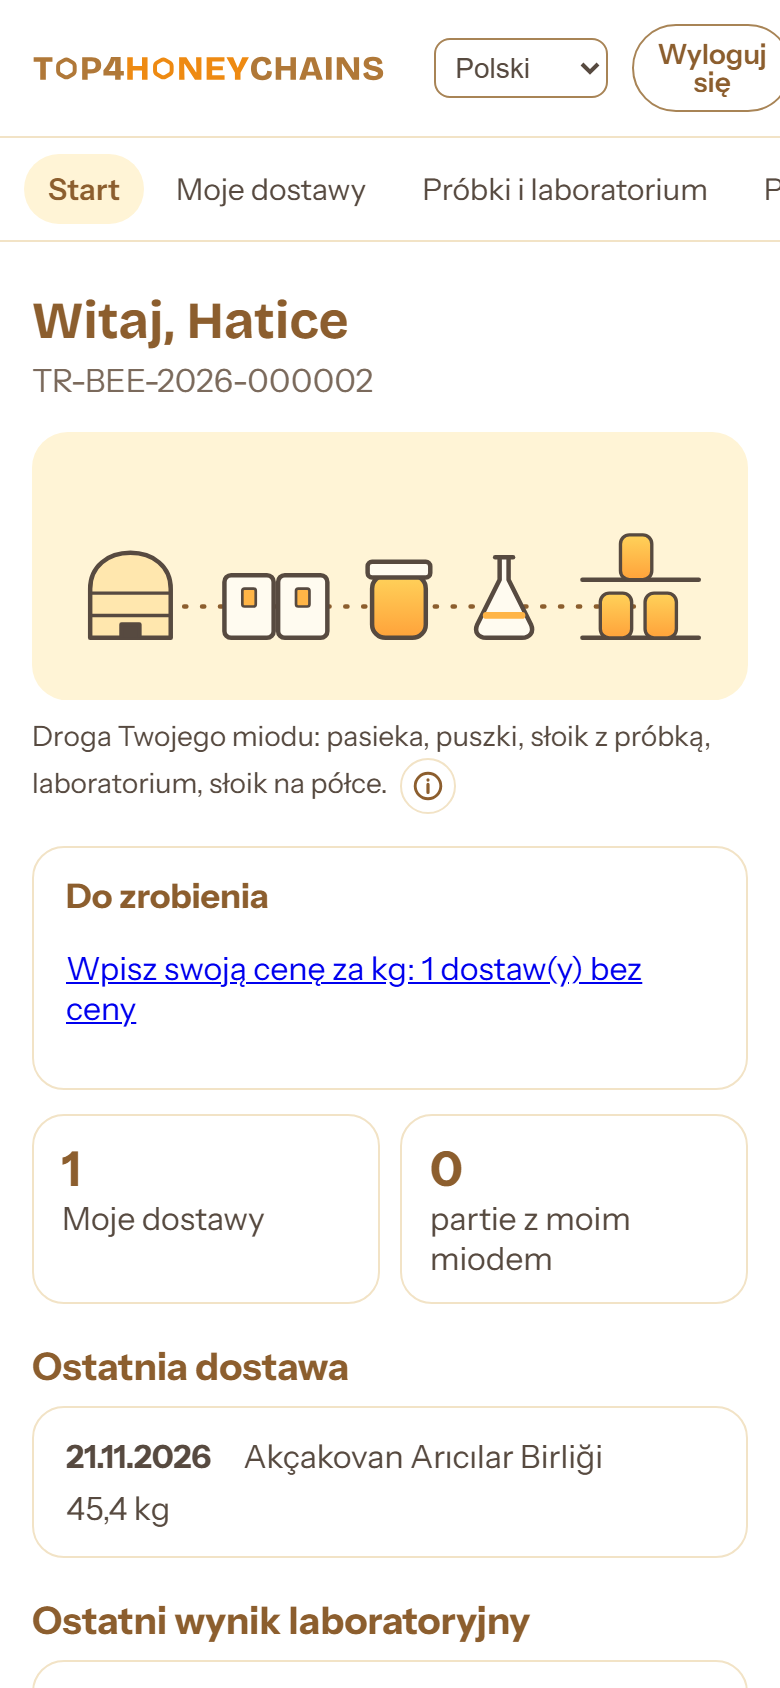 TOP4HONEYCHAINS
Polski
Wyloguj
się
Start
Moje dostawy
Próbki i laboratorium
Witaj, Hatice
TR-BEE-2026-000002
Droga Twojego miodu: pasieka, puszki, słoik z próbką,
laboratorium, słoik na półce.
Do zrobienia
Wpisz swoją cenę za kg: 1 dostaw(y) bez
ceny
1
Moje dostawy
0
partie z moim
miodem
Ostatnia dostawa
21.11.2026 Akçakovan Arıcılar Birliği
45,4 kg
Ostatni wynik laboratoryjny